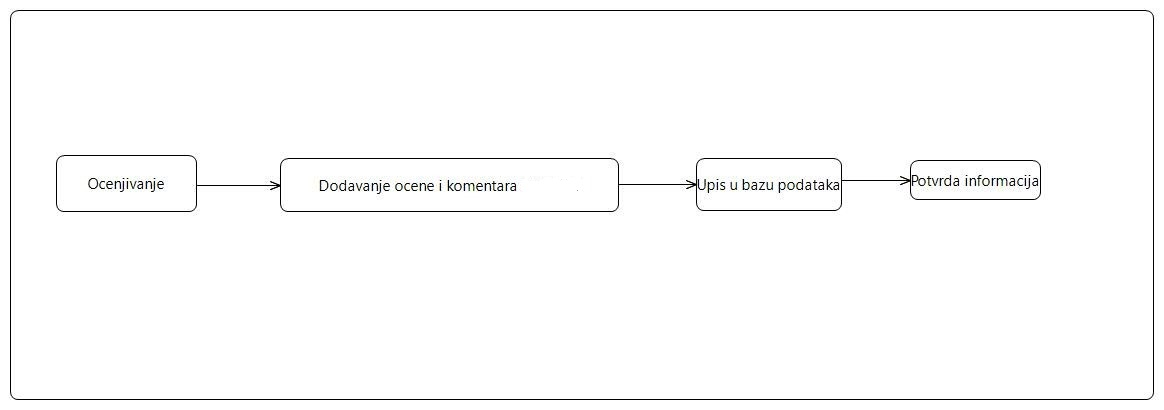 Ocenjivanje
Dodavanje ocene i komentara
Upis u bazu podataka
Potvrda informacija